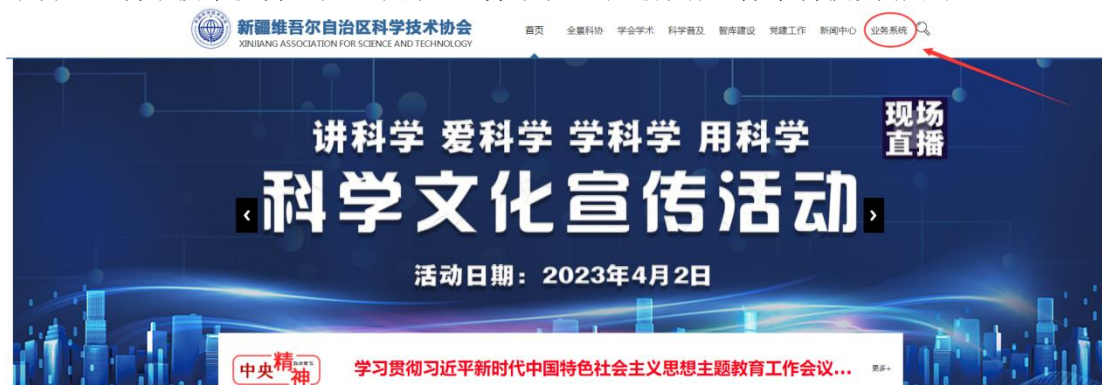 新疆维吾尔自治区科学技术协会
XINJIANG ASSOCIATION FOR SCIENCE AND TECHNOLOGY
首页 全景科协 学会学术 科学普及 智库建设 党建工作 新闻中心 业务系统
现场
直播
讲科学 爱科学 学科学 用科学
科学文化宣传活动
活动日期：2023年4月2日
中央精神
学习贯彻习近平新时代中国特色社会主义思想主题教育工作会议...
更多+